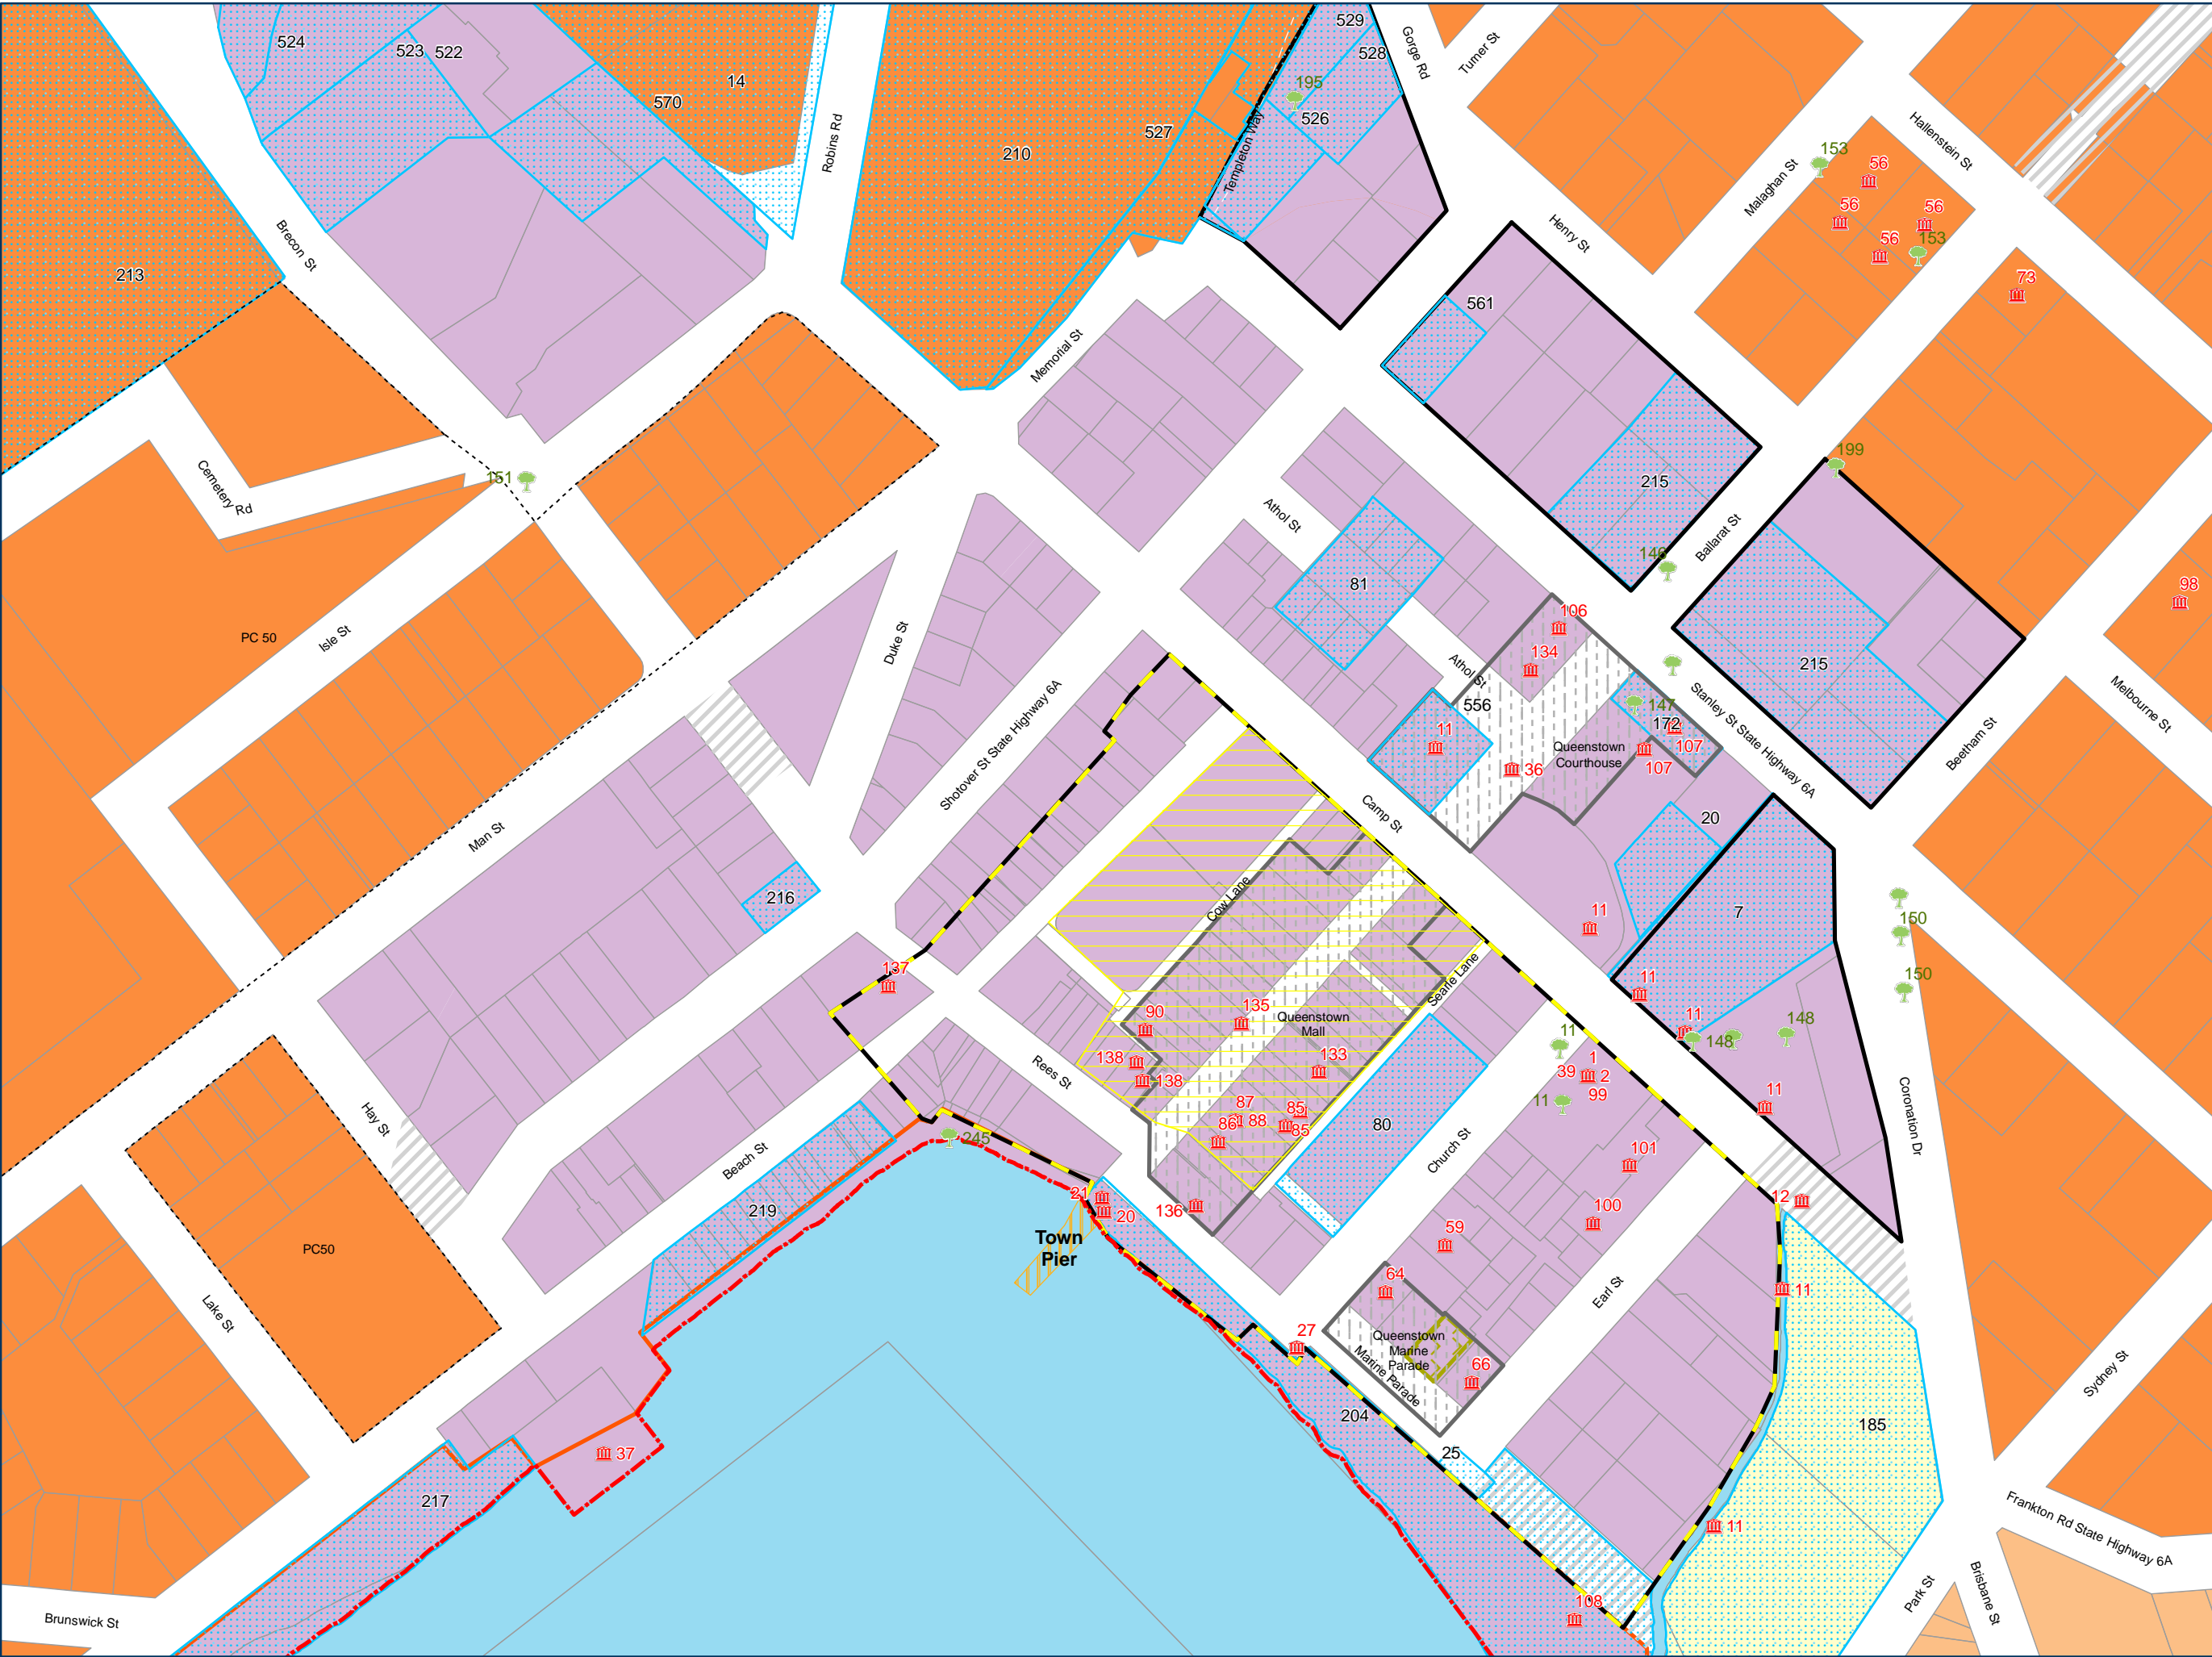 529
524
523
522
528
Gorge Rd
Turner St
14
195
570
526
527
Hallenstein St
Robins Rd
210
Templeton Way
153
56
Malaghan St
56
56
56
153
Henry St
Brecon St
213
73
561
Memorial St
199
151
Cemetery Rd
215
Athol St
Ballarat St
146
81
98
106
PC 50
Isle St
Duke St
134
Athol St
215
Melbourne St
Shotover St State Highway 6A
556
147
172
Stanley St State Highway 6A
11
107
Queenstown
Courthouse
107
36
Beetham St
Camp St
20
Man St
216
Cow Lane
7
11
150
137
Searle Lane
11
150
90
135
Queenstown
Mall
11
148
148
11
138
133
1
39
2
99
138
Rees St
11
87
85
86
88
85
11
Hay St
80
Coronation Dr
245
Beach St
Church St
101
21
20
136
12
219
100
Town
Pier
59
PC50
64
Earl St
11
Lake St
27
Queenstown
Marine
Parade
66
Marine Parade
Sydney St
204
185
25
37
217
11
Frankton Rd State Highway 6A
Park St
Brisbane St
108
Brunswick St